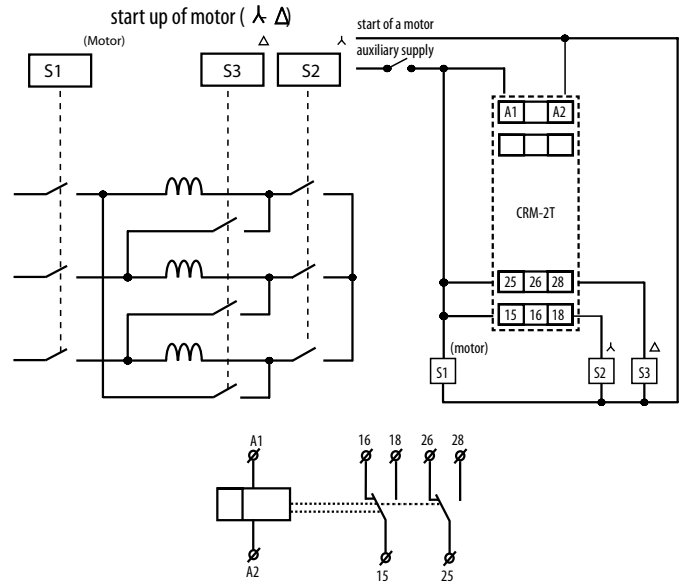 start up of motor ( ⅄ Δ)
(Motor)
Δ
⅄
S1
S3
S2
start of a motor
auxiliary supply
A1
A2
CRM-2T
25 26 28
15 16 18
(motor)
⅄
Δ
S1
S2
S3
A1
16
18
26
28
A2
15
25